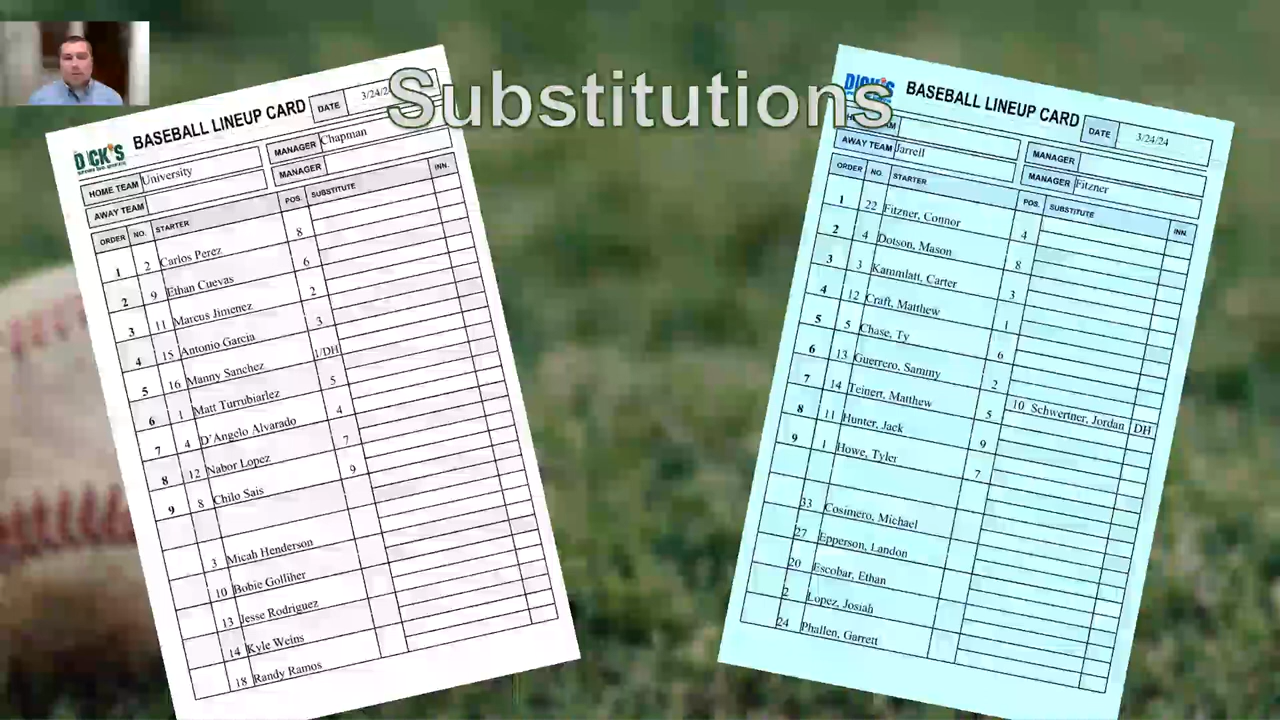 Substitutions
DICK'S
BASEBALL LINEUP CARD
DATE
HOME TEAM University
MANAGER Chapman
AWAY TEAM
MANAGER
ORDER NO. STARTER POS. SUBSTITUTE INN.
1 2 Carlos Perez 8
2 9 Ethan Cuevas 6
3 11 Marcus Jimenez 2
4 15 Antonio Garcia 3
5 16 Manny Sanchez 1/DH
6 1 Matt Turrubiarlez 5
7 4 D'Angelo Alvarado 4
8 12 Nabor Lopez 7
9 8 Chilo Sais 9
3 Micah Henderson
10 Bobie Golliher
13 Jesse Rodriguez
14 Kyle Weins
18 Randy Ramos
DICK'S
BASEBALL LINEUP CARD
DATE 3/24/24
MANAGER
AWAY TEAM Jarrell
MANAGER Fitzner
ORDER NO. STARTER POS. SUBSTITUTE INN.
1 22 Fitzner, Connor 4
2 4 Dotson, Mason 8
3 3 Kammlatt, Carter 3
4 12 Craft, Matthew 1
5 5 Chase, Ty 6
6 13 Guerrero, Sammy 2
7 14 Teinert, Matthew 5 10 Schwertner, Jordan DH
8 11 Hunter, Jack 9
9 1 Howe, Tyler 7
33 Cosimero, Michael
27 Epperson, Landon
20 Escobar, Ethan
2 Lopez, Josiah
24 Phallen, Garrett